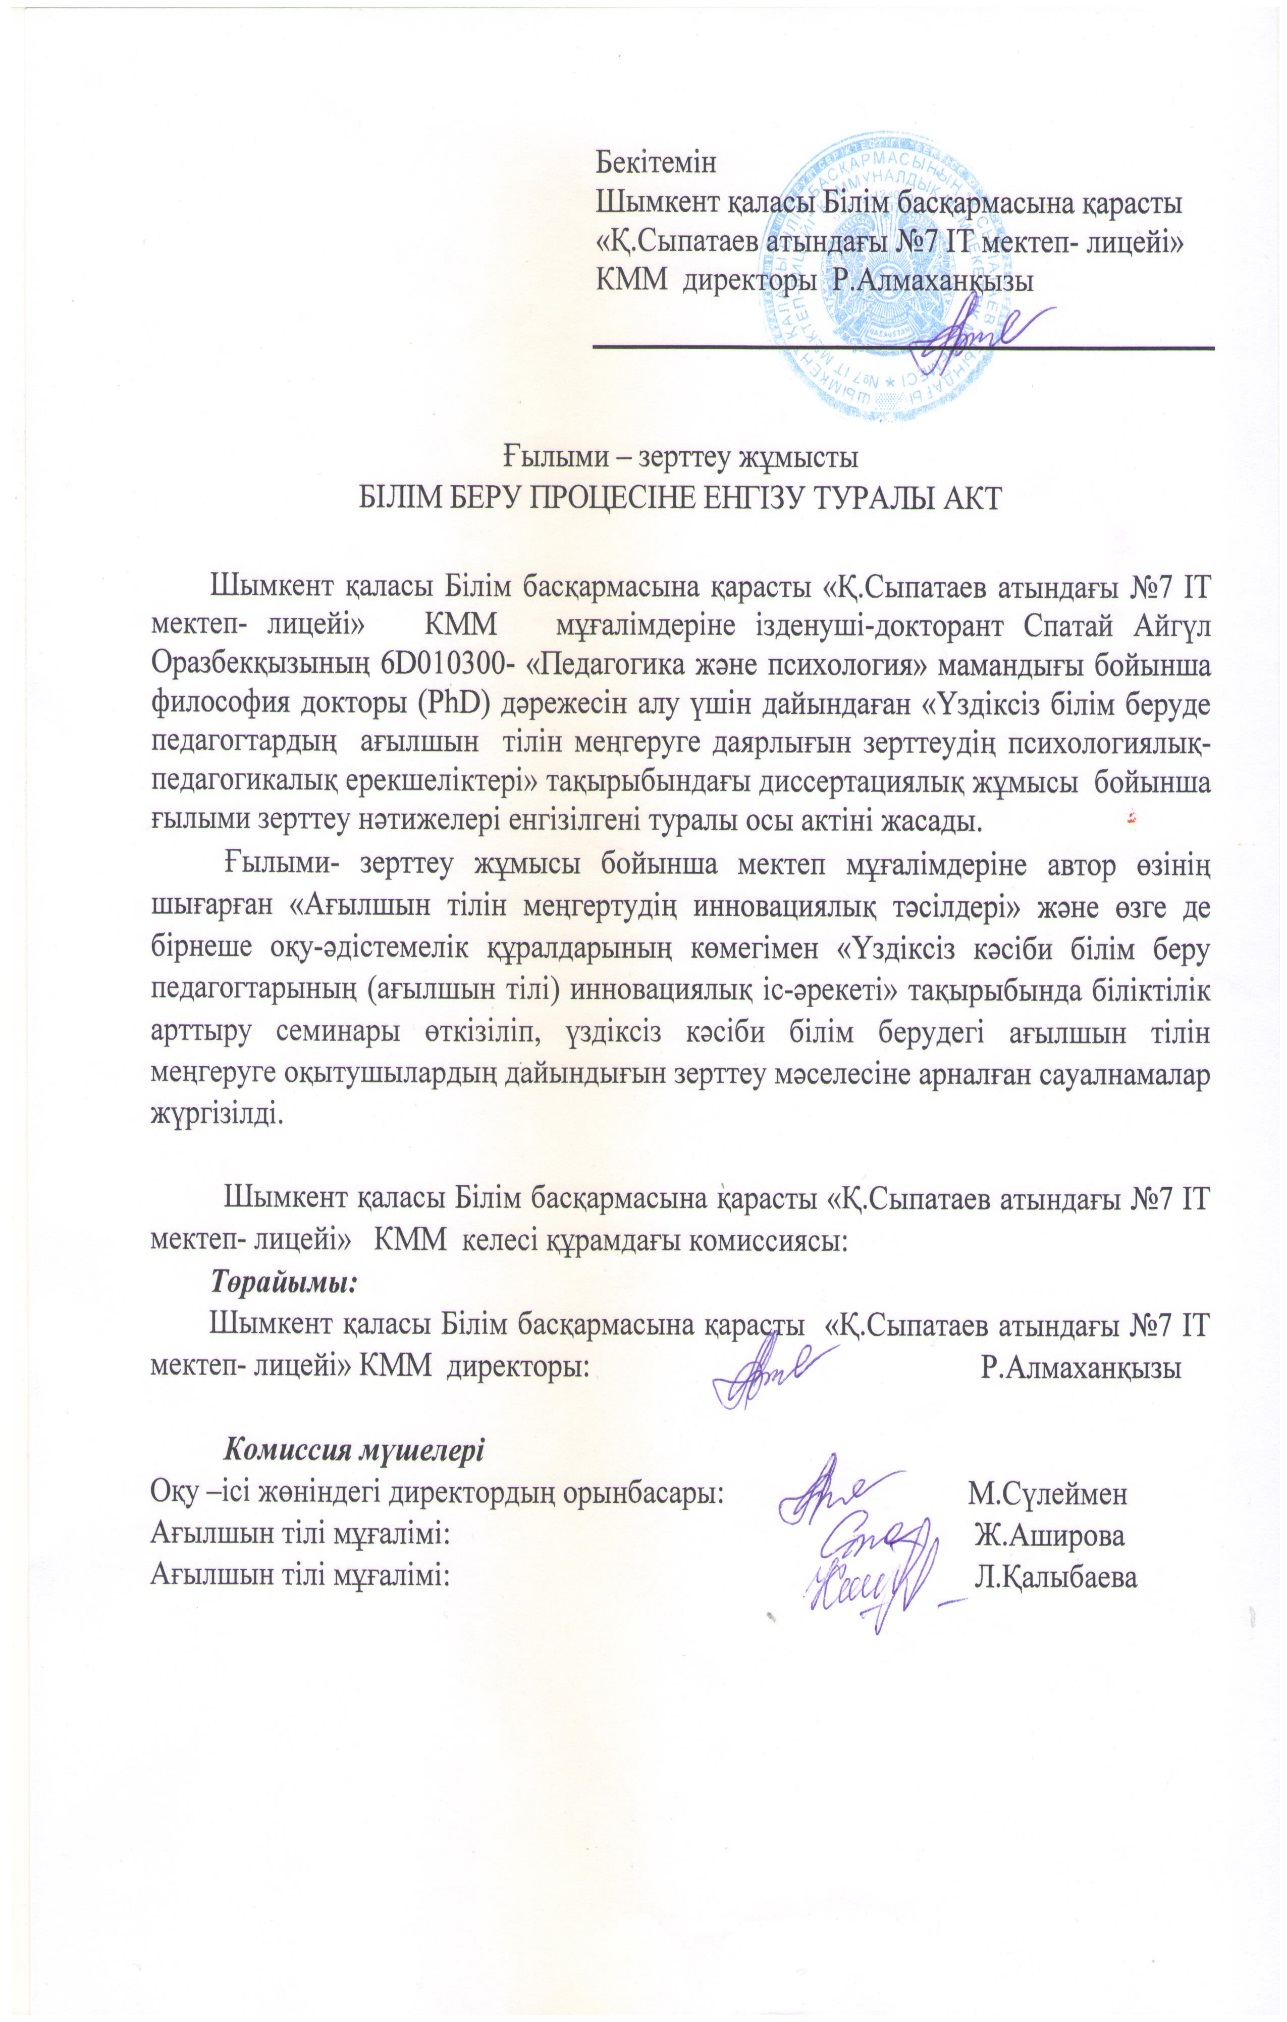 Бекітемін
Шымкент қаласы Білім басқармасына қарасты
«Қ.Сыпатаев атындағы №7 IT мектеп- лицейі»
КММ директоры Р.Алмаханқызы
Ғылыми – зерттеу жұмысты
БІЛІМ БЕРУ ПРОЦЕСІНЕ ЕНГІЗУ ТУРАЛЫ АКТ
Шымкент қаласы Білім басқармасына қарасты «Қ.Сыпатаев атындағы №7 IT
мектеп- лицейі» КММ мұғалімдеріне ізденуші-докторант Спатай Айгүл
Оразбекқызының 6D010300- «Педагогика және психология» мамандығы бойынша
философия докторы (PhD) дәрежесін алу үшін дайындаған «Үздіксіз білім беруде
педагогтардың ағылшын тілін меңгеруге даярлығын зерттеудің психологиялық-
педагогикалық ерекшеліктері» тақырыбындағы диссертациялық жұмысы бойынша
ғылыми зерттеу нәтижелері енгізілгені туралы осы актіні жасады.
Ғылыми- зерттеу жұмысы бойынша мектеп мұғалімдеріне автор өзінің
шығарған «Ағылшын тілін меңгертудің инновациялық тәсілдері» және өзге де
бірнеше оқу-әдістемелік құралдарының көмегімен «Үздіксіз кәсіби білім беру
педагогтарының (ағылшын тілі) инновациялық іс-әрекеті» тақырыбында біліктілік
арттыру семинары өткізіліп, үздіксіз кәсіби білім берудегі ағылшын тілін
меңгеруге оқытушылардың дайындығын зерттеу мәселесіне арналған сауалнамалар
жүргізілді.
Шымкент қаласы Білім басқармасына қарасты «Қ.Сыпатаев атындағы №7 IT
мектеп- лицейі» КММ келесі құрамдағы комиссиясы:
Төрайымы:
Шымкент қаласы Білім басқармасына қарасты «Қ.Сыпатаев атындағы №7 IT
мектеп- лицейі» КММ директоры: Р.Алмаханқызы
Комиссия мүшелері
Оқу –ісі жөніндегі директордың орынбасары: М.Сүлеймен
Ағылшын тілі мұғалімі: Ж.Аширова
Ағылшын тілі мұғалімі: Л.Қалыбаева